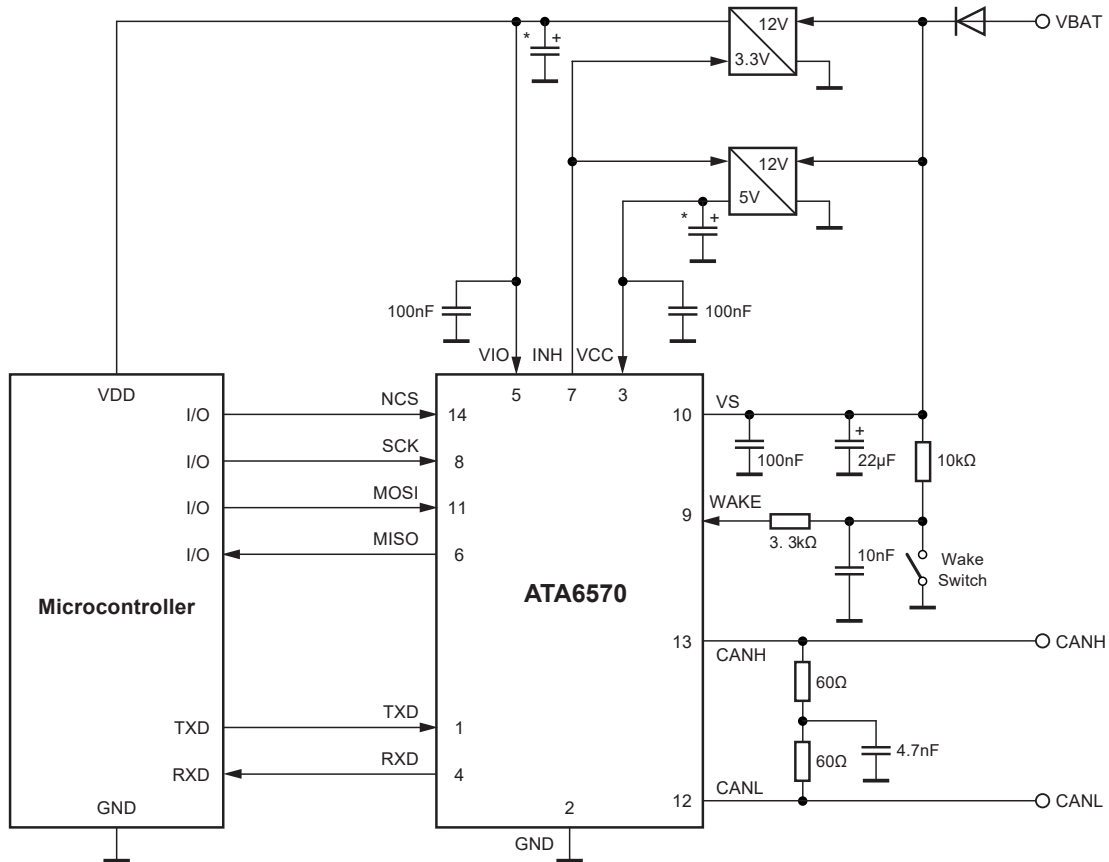 12V
VBAT
*
+
3.3V
12V
5V
*
+
100nF
100nF
VIO
INH
VCC
VDD
5
7
3
I/O
NCS
14
10
VS
+
I/O
SCK
8
100nF
22µF
10kΩ
I/O
MOSI
11
WAKE
9
I/O
MISO
6
3. 3kΩ
10nF
Wake
Switch
Microcontroller
ATA6570
13
CANH
CANH
60Ω
TXD
TXD
1
4.7nF
RXD
RXD
4
60Ω
CANL
12
CANL
GND
2
GND